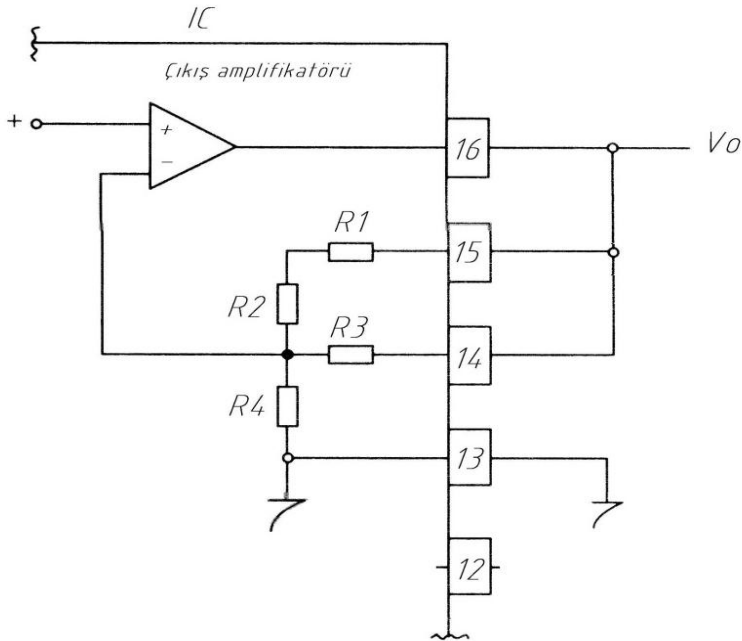 IC
Çıkış amplifikatörü
+
+
−
16
Vo
R1
15
R2
R3
14
R4
13
12